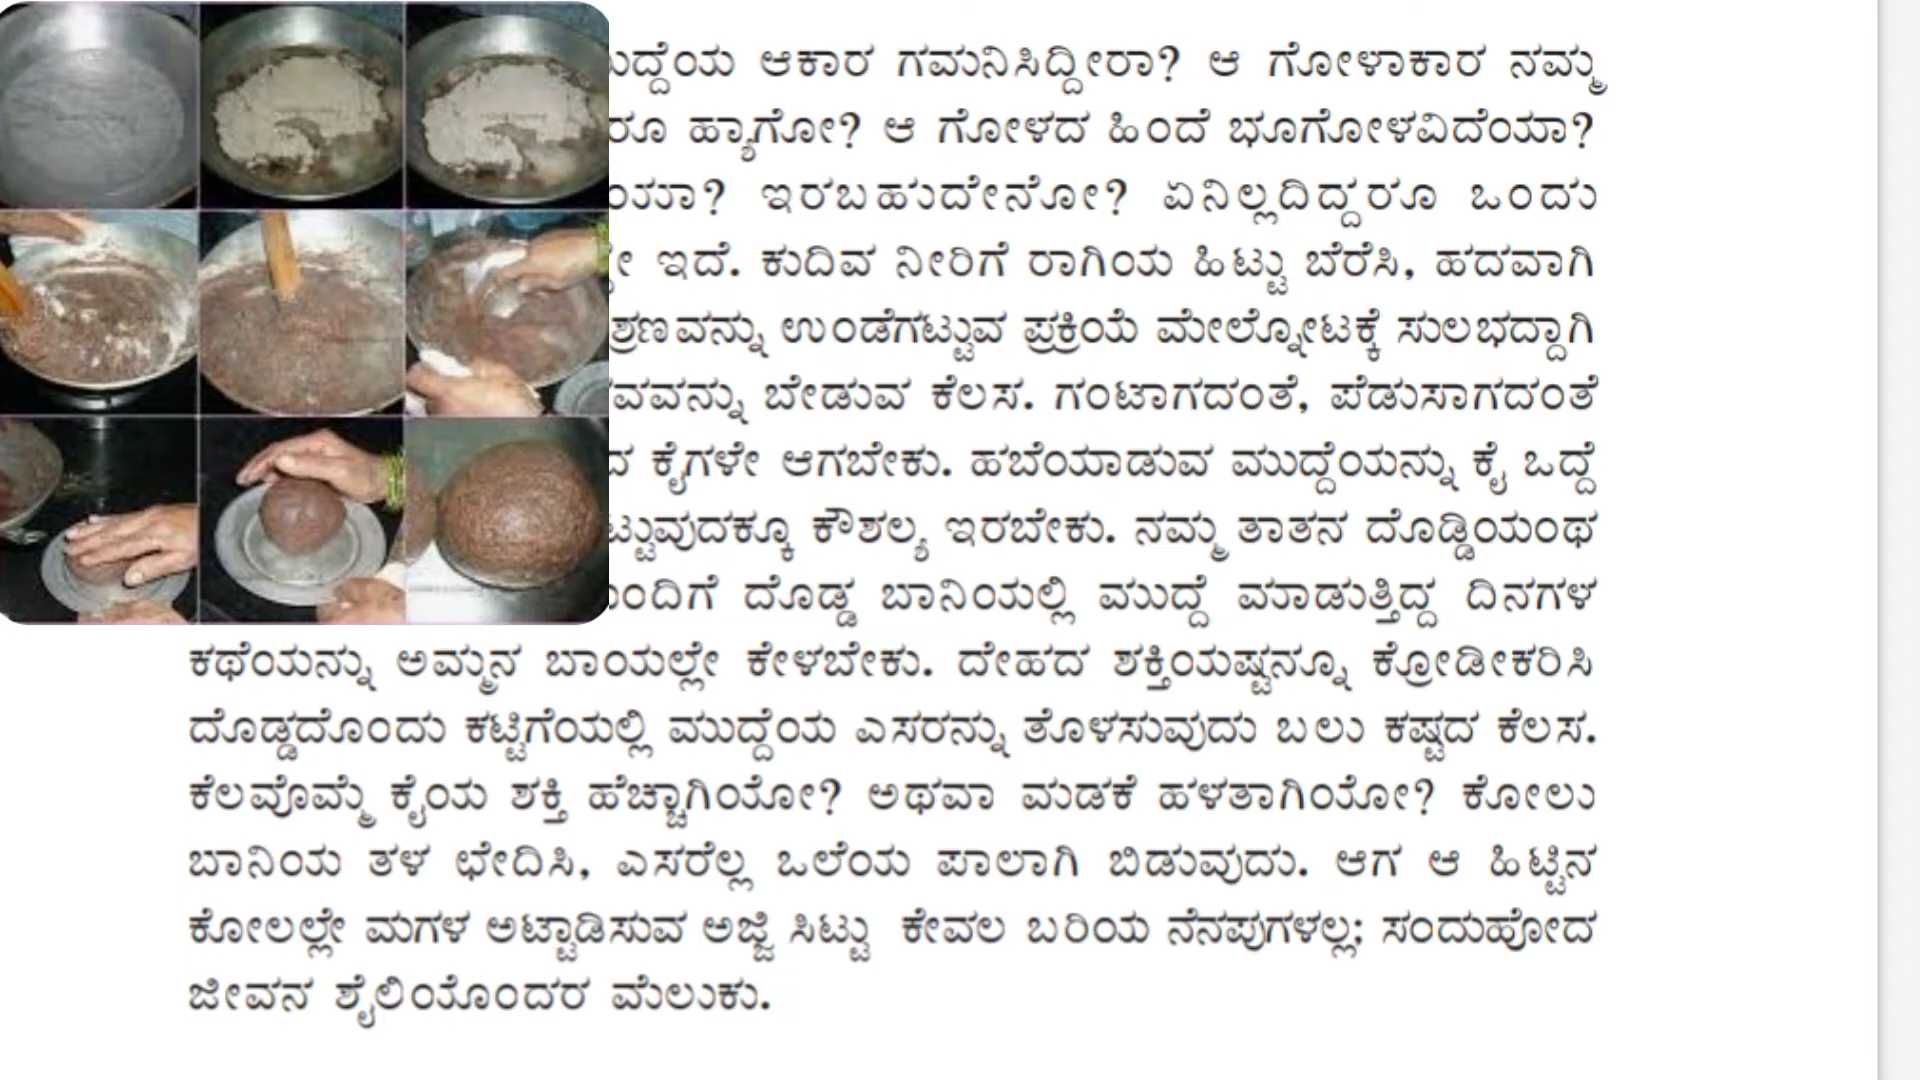 ಆಕಾರ ಗಮನಿಸಿದ್ದೀರಾ? ಆ ಗೋಳಾಕಾರ ನಮ್ಮ
ಹ್ಯಾಗೋ? ಆ ಗೋಳದ ಹಿಂದೆ ಭೂಗೋಳವಿದೆಯಾ?
ಇರಬಹುದೇನೋ? ಏನಿಲ್ಲದಿದ್ದರೂ ಒಂದು
ಇದೆ. ಕುದಿವ ನೀರಿಗೆ ರಾಗಿಯ ಹಿಟ್ಟು ಬೆರೆಸಿ, ಹದವಾಗಿ
ಉಂಡೆಗಟ್ಟುವ ಪ್ರಕ್ರಿಯೆ ಮೇಲ್ನೋಟಕ್ಕೆ ಸುಲಭದ್ದಾಗಿ
ಬೇಡುವ ಕೆಲಸ. ಗಂಟಾಗದಂತೆ, ಪೆಡುಸಾಗದಂತೆ
ಕೈಗಳೇ ಆಗಬೇಕು. ಹಬೆಯಾಡುವ ಮುದ್ದೆಯನ್ನು ಕೈ ಒದ್ದೆ
ಕೌಶಲ್ಯ ಇರಬೇಕು. ನಮ್ಮ ತಾತನ ದೊಡ್ಡಿಯಂಥ
ದೊಡ್ಡ ಬಾನಿಯಲ್ಲಿ ಮುದ್ದೆ ಮಾಡುತ್ತಿದ್ದ ದಿನಗಳ
ಕಥೆಯನ್ನು ಅಮ್ಮನ ಬಾಯಲ್ಲೇ ಕೇಳಬೇಕು. ದೇಹದ ಶಕ್ತಿಯಷ್ಟನ್ನೂ ಕ್ರೋಡೀಕರಿಸಿ
ದೊಡ್ಡದೊಂದು ಕಟ್ಟಿಗೆಯಲ್ಲಿ ಮುದ್ದೆಯ ಎಸರನ್ನು ತೊಳಸುವುದು ಬಲು ಕಷ್ಟದ ಕೆಲಸ.
ಕೆಲವೊಮ್ಮೆ ಕೈಯ ಶಕ್ತಿ ಹೆಚ್ಚಾಗಿಯೋ? ಅಥವಾ ಮಡಕೆ ಹಳತಾಗಿಯೋ? ಕೋಲು
ಬಾನಿಯ ತಳ ಛೇದಿಸಿ, ಎಸರೆಲ್ಲ ಒಲೆಯ ಪಾಲಾಗಿ ಬಿಡುವುದು. ಆಗ ಆ ಹಿಟ್ಟಿನ
ಕೋಲಲ್ಲೇ ಮಗಳ ಅಟ್ಟಾಡಿಸುವ ಅಜ್ಜಿ ಸಿಟ್ಟು ಕೇವಲ ಬರಿಯ ನೆನಪುಗಳಲ್ಲ; ಸಂದುಹೋದ
ಜೀವನ ಶೈಲಿಯೊಂದರ ಮೆಲುಕು.